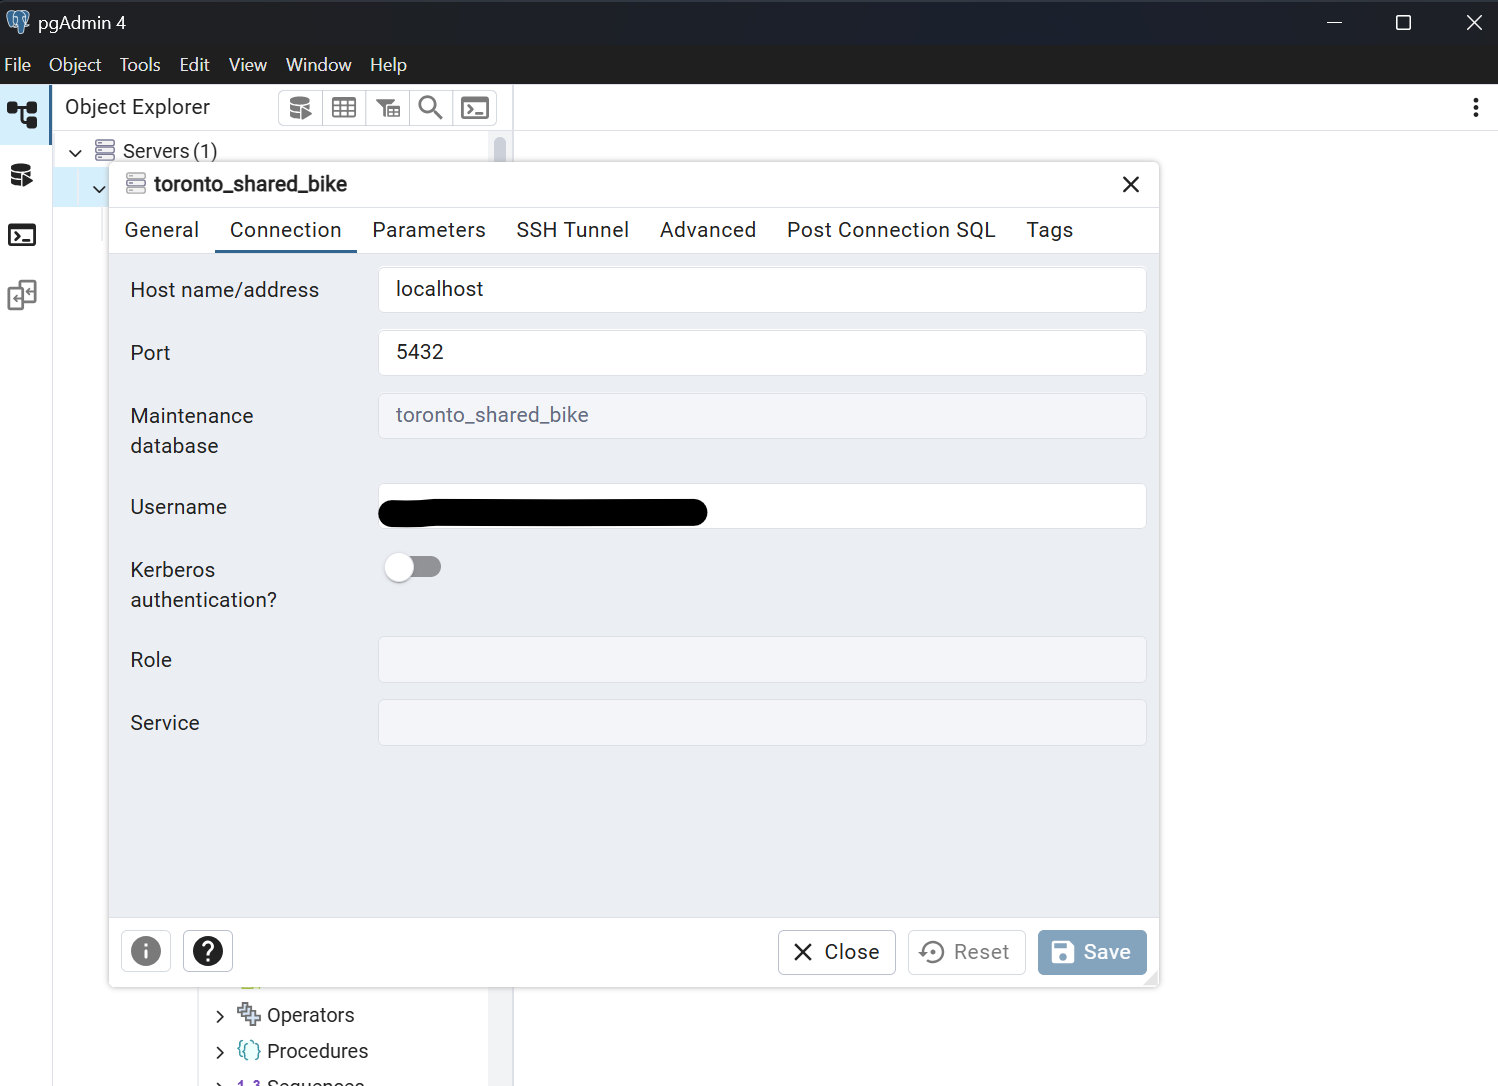 pgAdmin 4
File Object Tools Edit View Window Help
Object Explorer
Servers (1)
toronto_shared_bike
General Connection Parameters SSH Tunnel Advanced Post Connection SQL Tags
Host name/address localhost
Port 5432
Maintenance
database
toronto_shared_bike
Username
Kerberos
authentication?
Role
Service
Close Reset Save
Operators
Procedures
Sequences